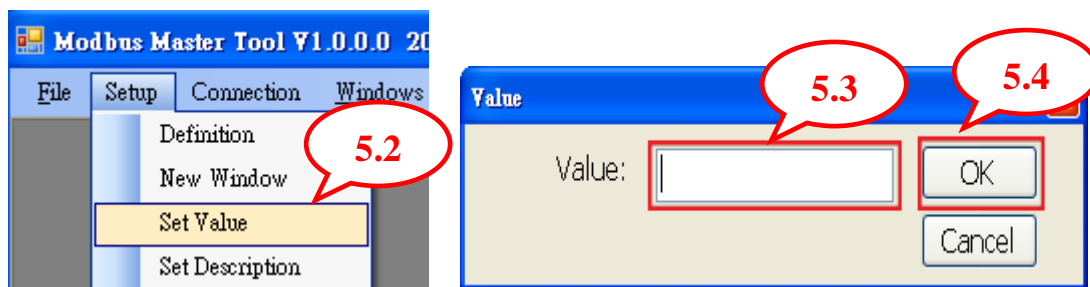 Modbus Master Tool V1.0.0.0 20
File Setup Connection Windows
Definition
New Window
Set Value
Set Description
5.2
Value
5.3
5.4
Value:
OK
Cancel